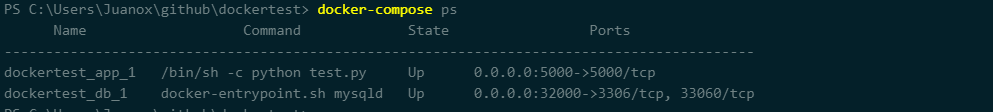 PS C:\Users\Juanox\github\dockertest> docker-compose ps
Name Command State Ports
--------------------------------------------------------------------------------------------
dockertest_app_1 /bin/sh -c python test.py Up 0.0.0.0:5000->5000/tcp
dockertest_db_1 docker-entrypoint.sh mysqld Up 0.0.0.0:32000->3306/tcp, 33060/tcp